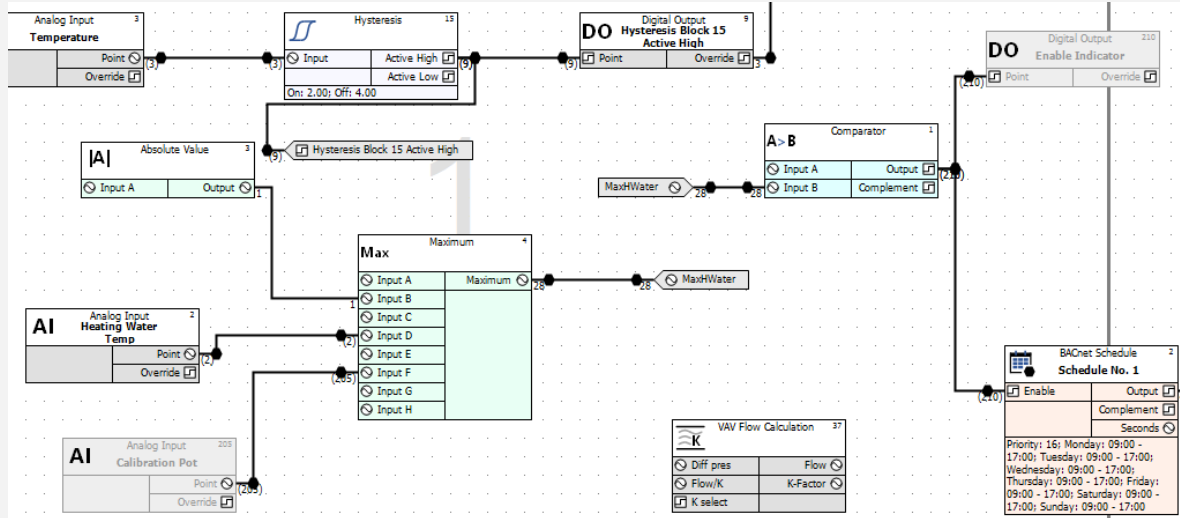 Analog Input 3
Temperature
Point
(3)
Override
Hysteresis 15
(3)
Input
Active High
(9)
Active Low
On: 2.00; Off: 4.00
Digital Output 9
DO Hysteresis Block 15
Active High
(9)
Point
Override
3
(9)
Hysteresis Block 15 Active High
Absolute Value 3
|A|
Input A
Output
1
1
Digital Output 210
DO Enable Indicator
(210)
Point
Override
Comparator 1
A>B
Input A
Output
Input B
Complement
MaxHWater
28
28
Maximum 4
Max
Input A
Maximum
28
28
MaxHWater
Input B
1
Input C
Input D
(2)
Input E
Input F
(205)
Input G
Input H
Analog Input 2
AI Heating Water
Temp
Point
(2)
Override
Analog Input 205
AI Calibration Pot
Point
(205)
Override
VAV Flow Calculation 37
K
Diff pres
Flow
Flow/K
K-Factor
K select
BACnet Schedule 2
Schedule No. 1
(210)
Enable
Output
Complement
Seconds
Priority: 16; Monday: 09:00 -
17:00; Tuesday: 09:00 - 17:00;
Wednesday: 09:00 - 17:00;
Thursday: 09:00 - 17:00; Friday:
09:00 - 17:00; Saturday: 09:00 -
17:00; Sunday: 09:00 - 17:00